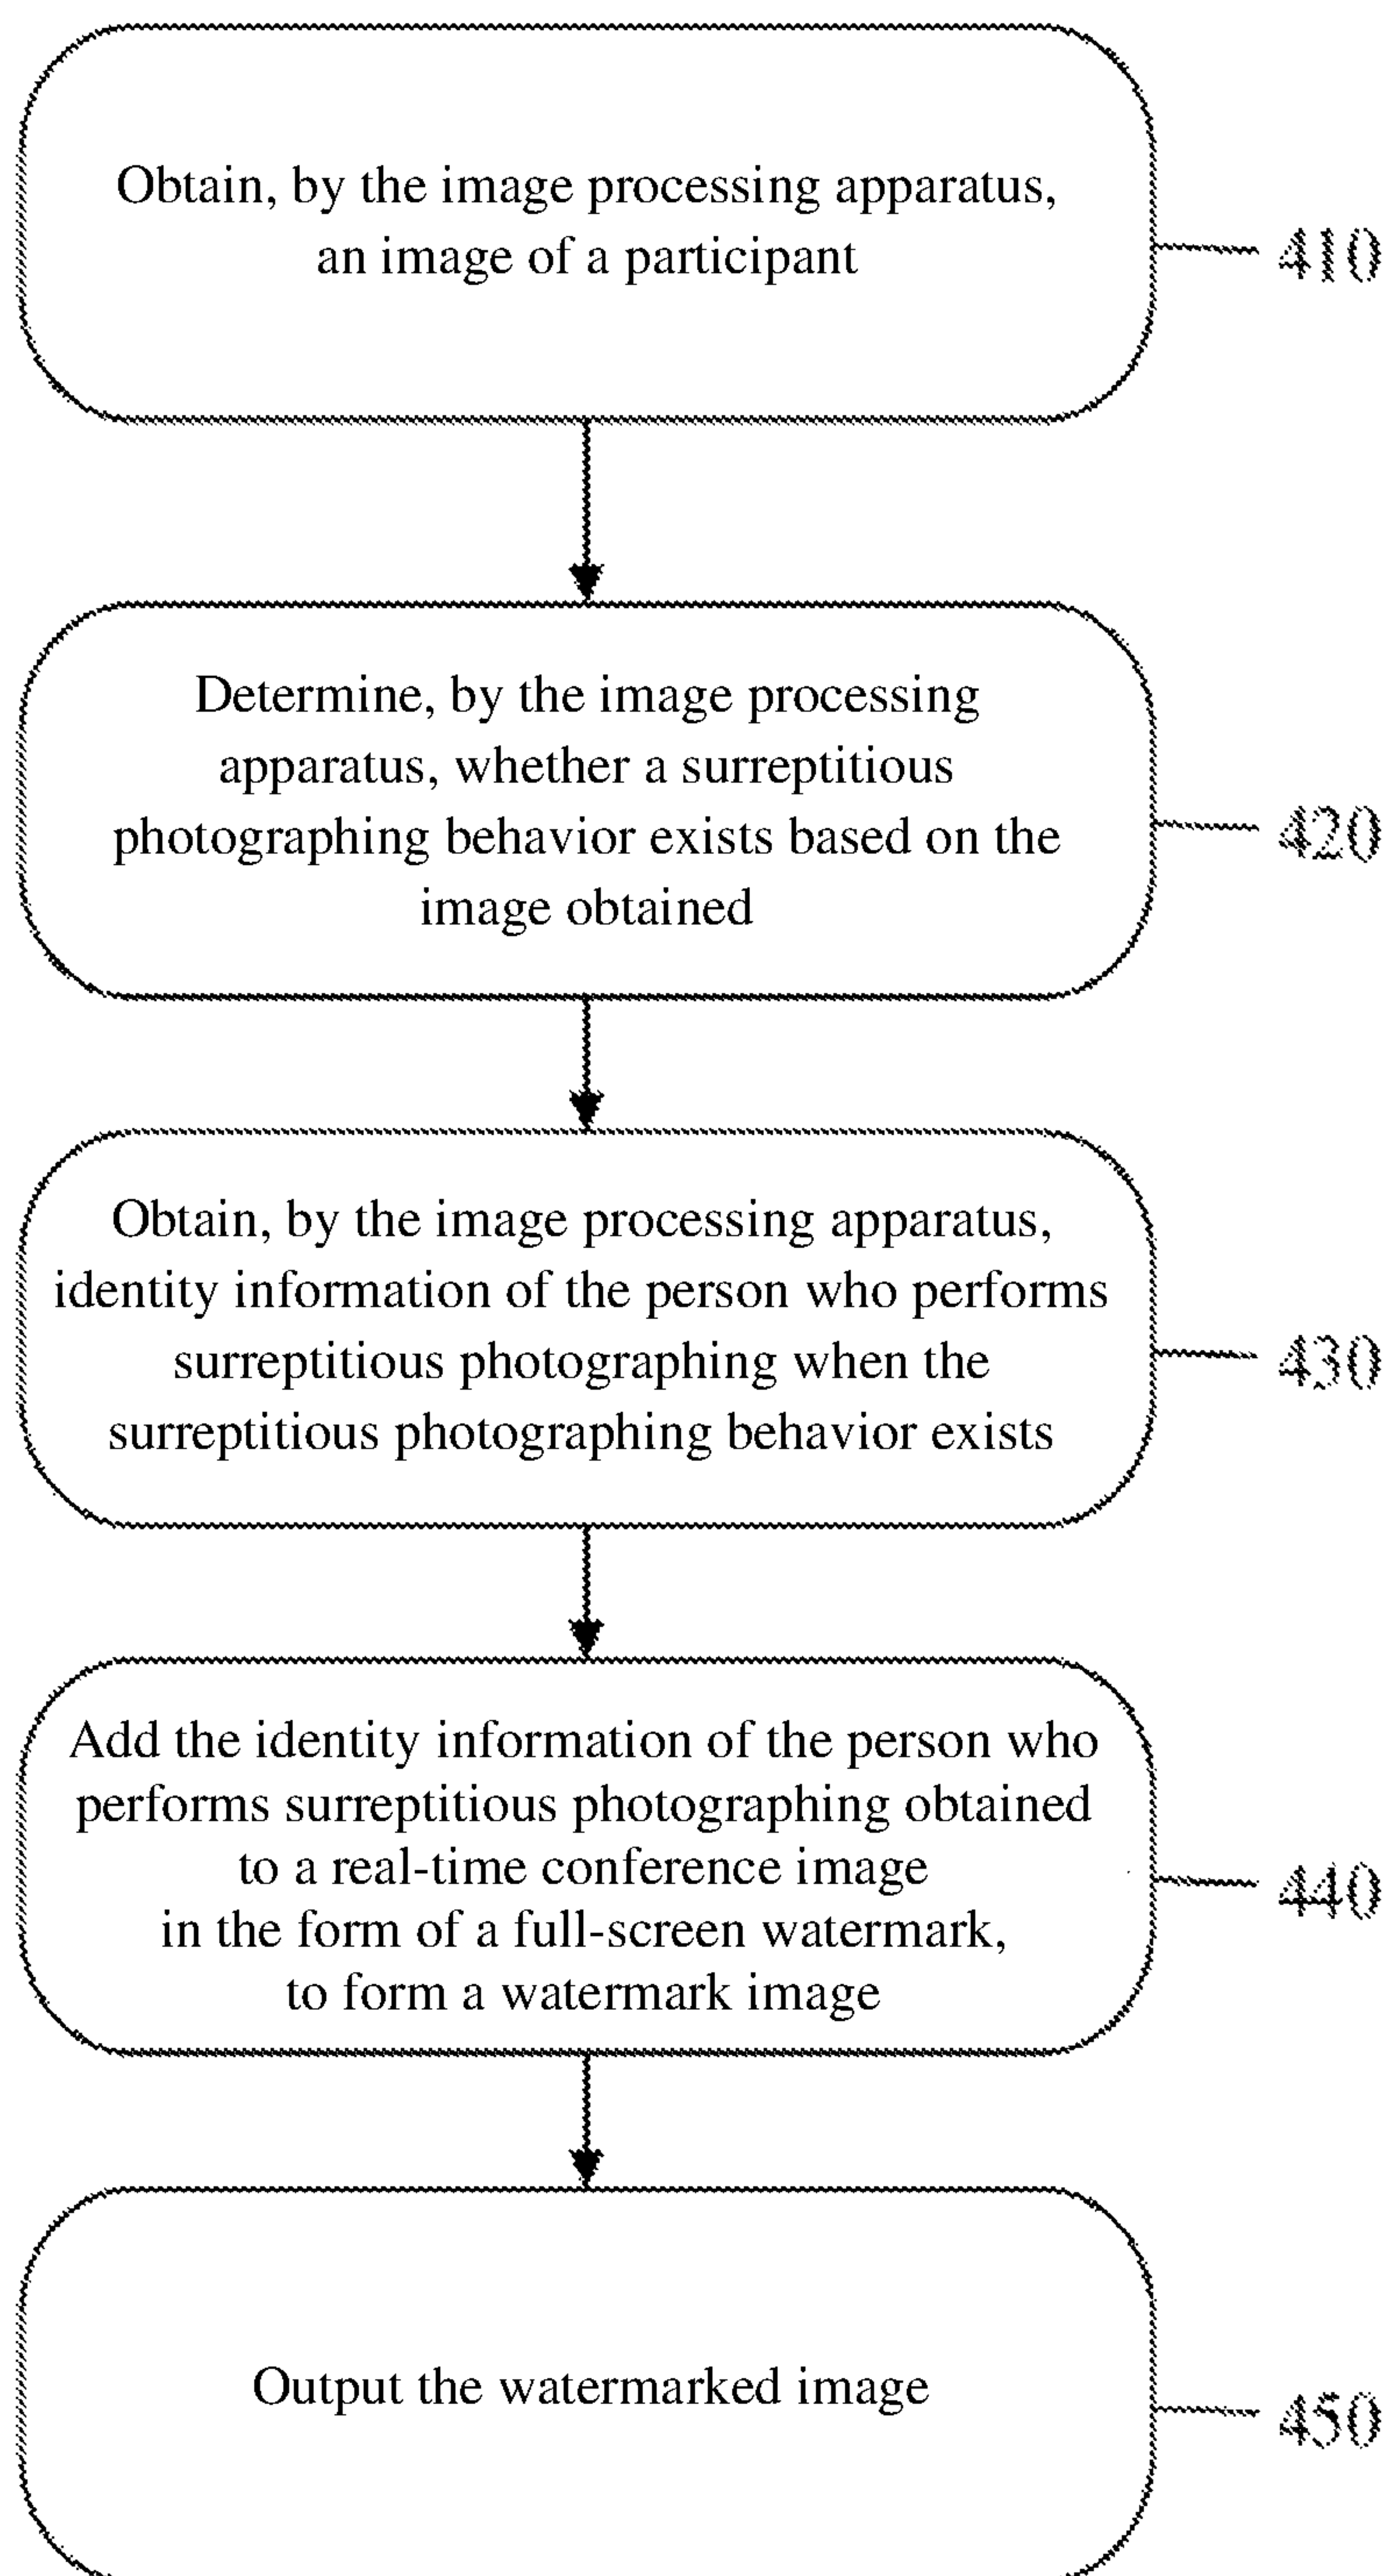 Obtain, by the image processing apparatus,
an image of a participant
410
Determine, by the image processing
apparatus, whether a surreptitious
photographing behavior exists based on the
image obtained
420
Obtain, by the image processing apparatus,
identity information of the person who performs
surreptitious photographing when the
surreptitious photographing behavior exists
430
Add the identity information of the person who
performs surreptitious photographing obtained
to a real-time conference image
in the form of a full-screen watermark,
to form a watermark image
440
Output the watermarked image
450